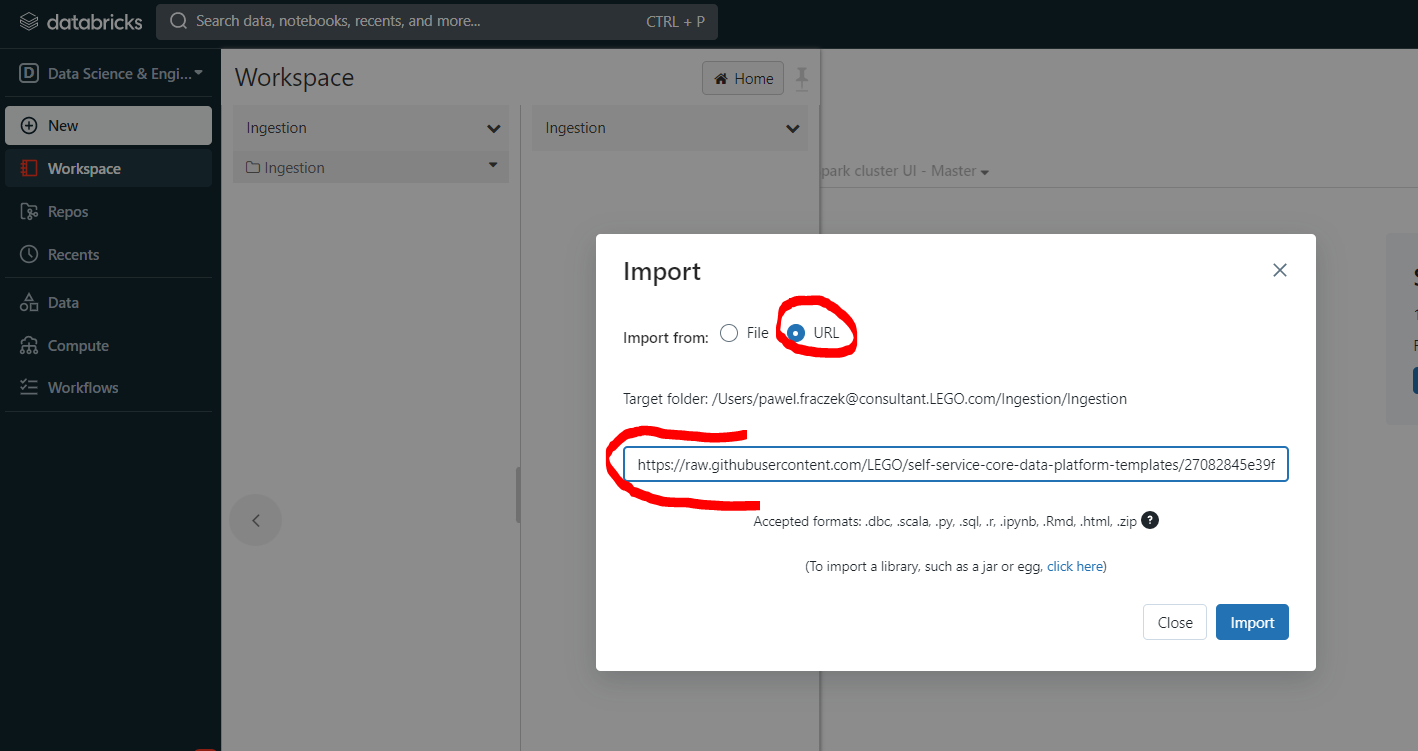 databricks
Search data, notebooks, recents, and more...
CTRL + P
D
Data Science & Engi...
New
Workspace
Repos
Recents
Data
Compute
Workflows
Workspace
Home
Ingestion
Ingestion
Ingestion
park cluster UI - Master
Import
Import from:
File
URL
Target folder: /Users/pawel.fraczek@consultant.LEGO.com/Ingestion/Ingestion
https://raw.githubusercontent.com/LEGO/self-service-core-data-platform-templates/27082845e39f
Accepted formats: .dbc, .scala, .py, .sql, .r, .ipynb, .Rmd, .html, .zip ?
(To import a library, such as a jar or egg, click here)
Close
Import